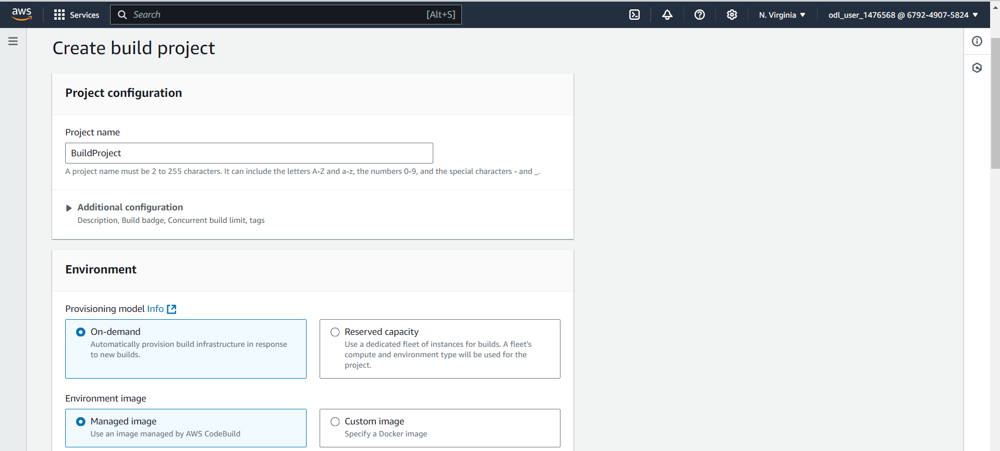 aws
Services
Search
[Alt+S]
N. Virginia
odl_user_1476568 @ 6792-4907-5824
Create build project
Project configuration
Project name
BuildProject
A project name must be 2 to 255 characters. It can include the letters A-Z and a-z, the numbers 0-9, and the special characters - and _.
Additional configuration
Description, Build badge, Concurrent build limit, tags
Environment
Provisioning model Info
On-demand
Automatically provision build infrastructure in response
to new builds.
Reserved capacity
Use a dedicated fleet of instances for builds. A fleet's
compute and environment type will be used for the
project.
Environment image
Managed image
Use an image managed by AWS CodeBuild
Custom image
Specify a Docker image